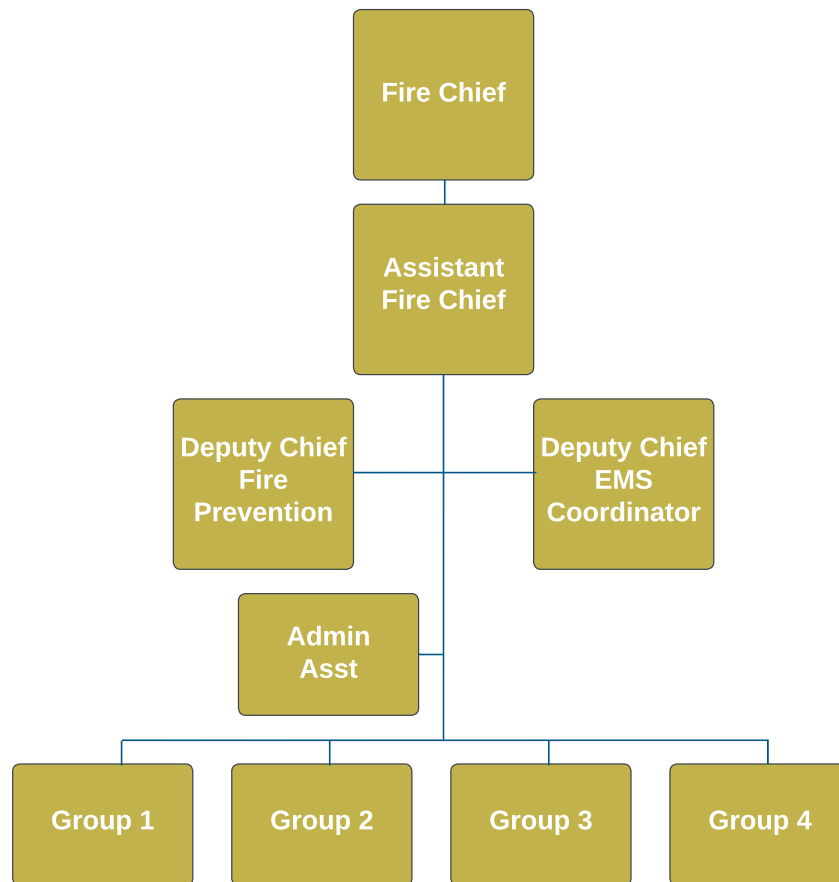 Fire Chief
Assistant
Fire Chief
Deputy Chief
Fire
Prevention
Deputy Chief
EMS
Coordinator
Admin
Asst
Group 1
Group 2
Group 3
Group 4